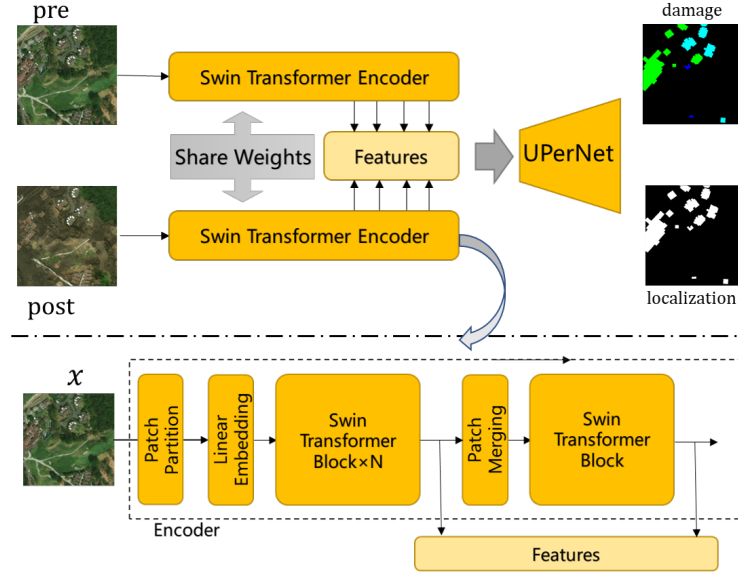 pre
damage
Swin Transformer Encoder
Share Weights
Features
UPerNet
Swin Transformer Encoder
post
localization
x
Patch
Partition
Linear
Embedding
Swin
Transformer
Block×N
Patch
Merging
Swin
Transformer
Block
Encoder
Features